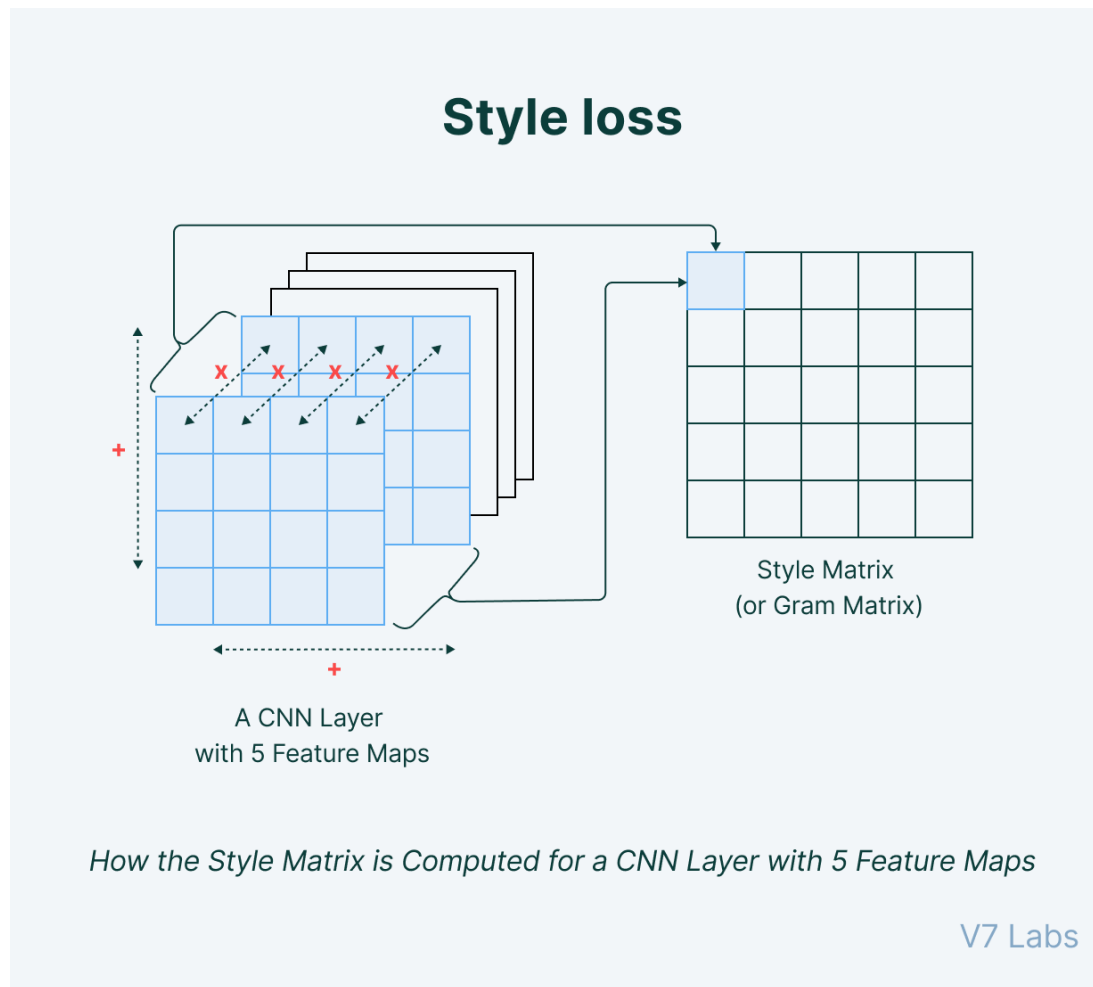 Style loss
x x x x
+
+
Style Matrix
(or Gram Matrix)
A CNN Layer
with 5 Feature Maps
How the Style Matrix is Computed for a CNN Layer with 5 Feature Maps
V7 Labs